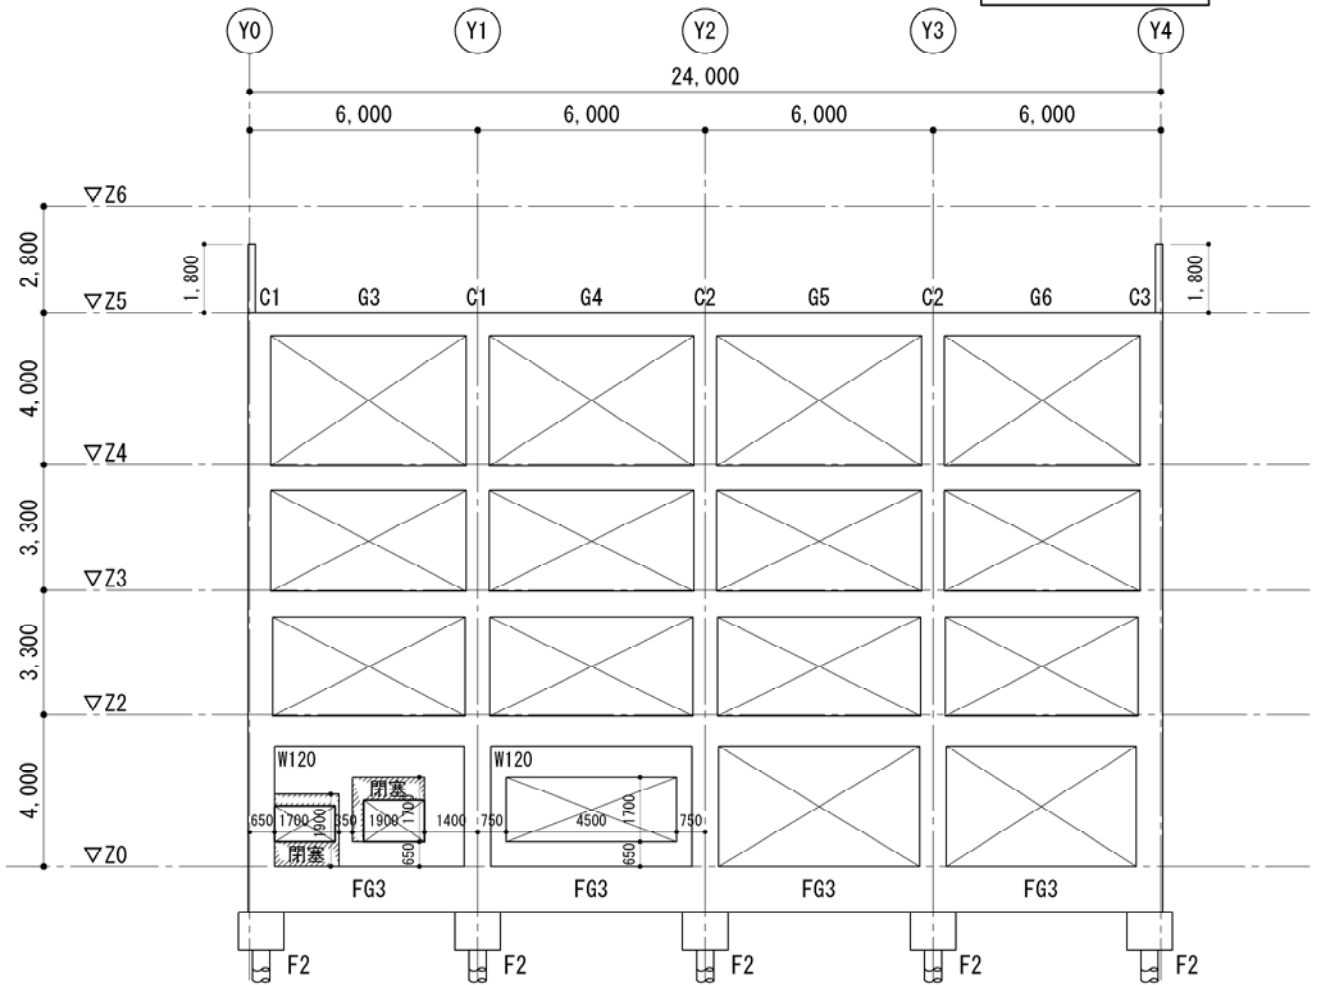 Y0 Y1 Y2 Y3 Y4
24,000
6,000 6,000 6,000 6,000
▽Z6
2,800
1,800 1,800
▽Z5
C1 G3 C1 G4 C2 G5 C2 G6 C3
4,000
▽Z4
3,300
▽Z3
3,300
▽Z2
W120 W120
閉塞
4,000
1900 1700 1700
650 1700 350 1900 1400 750 4500 750
閉塞
650 650
▽Z0
FG3 FG3 FG3 FG3
F2 F2 F2 F2 F2